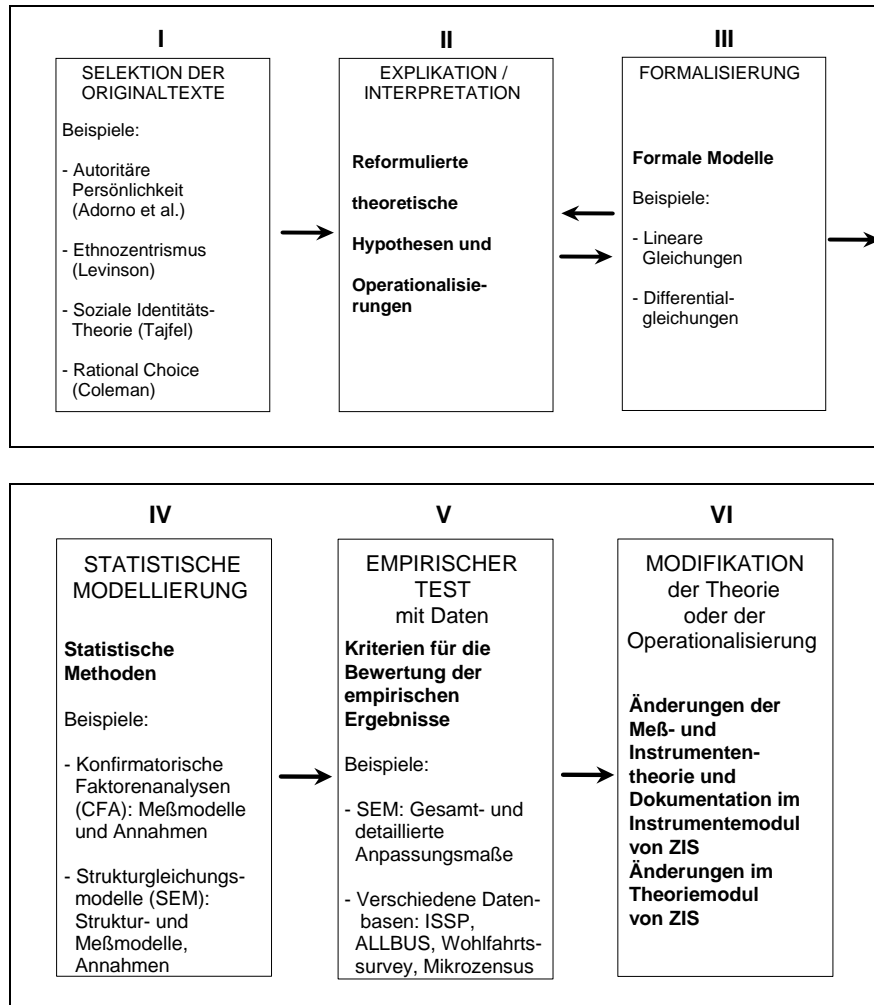 I
SELEKTION DER
ORIGINALTEXTE
Beispiele:
- Autoritäre
Persönlichkeit
(Adorno et al.)
- Ethnozentrismus
(Levinson)
- Soziale Identitäts-
Theorie (Tajfel)
- Rational Choice
(Coleman)
II
EXPLIKATION /
INTERPRETATION
Reformulierte
theoretische
Hypothesen und
Operationalisie-
rungen
III
FORMALISIERUNG
Formale Modelle
Beispiele:
- Lineare
Gleichungen
- Differential-
gleichungen
IV
STATISTISCHE
MODELLIERUNG
Statistische
Methoden
Beispiele:
- Konfirmatorische
Faktorenanalysen
(CFA): Meßmodelle
und Annahmen
- Strukturgleichungs-
modelle (SEM):
Struktur- und
Meßmodelle,
Annahmen
V
EMPIRISCHER
TEST
mit Daten
Kriterien für die
Bewertung der
empirischen
Ergebnisse
Beispiele:
- SEM: Gesamt- und
detaillierte
Anpassungsmaße
- Verschiedene Daten-
basen: ISSP,
ALLBUS, Wohlfahrts-
survey, Mikrozensus
VI
MODIFIKATION
der Theorie
oder der
Operationalisierung
Änderungen der
Meß- und
Instrumenten-
theorie und
Dokumentation im
Instrumentemodul
von ZIS
Änderungen im
Theoriemodul
von ZIS